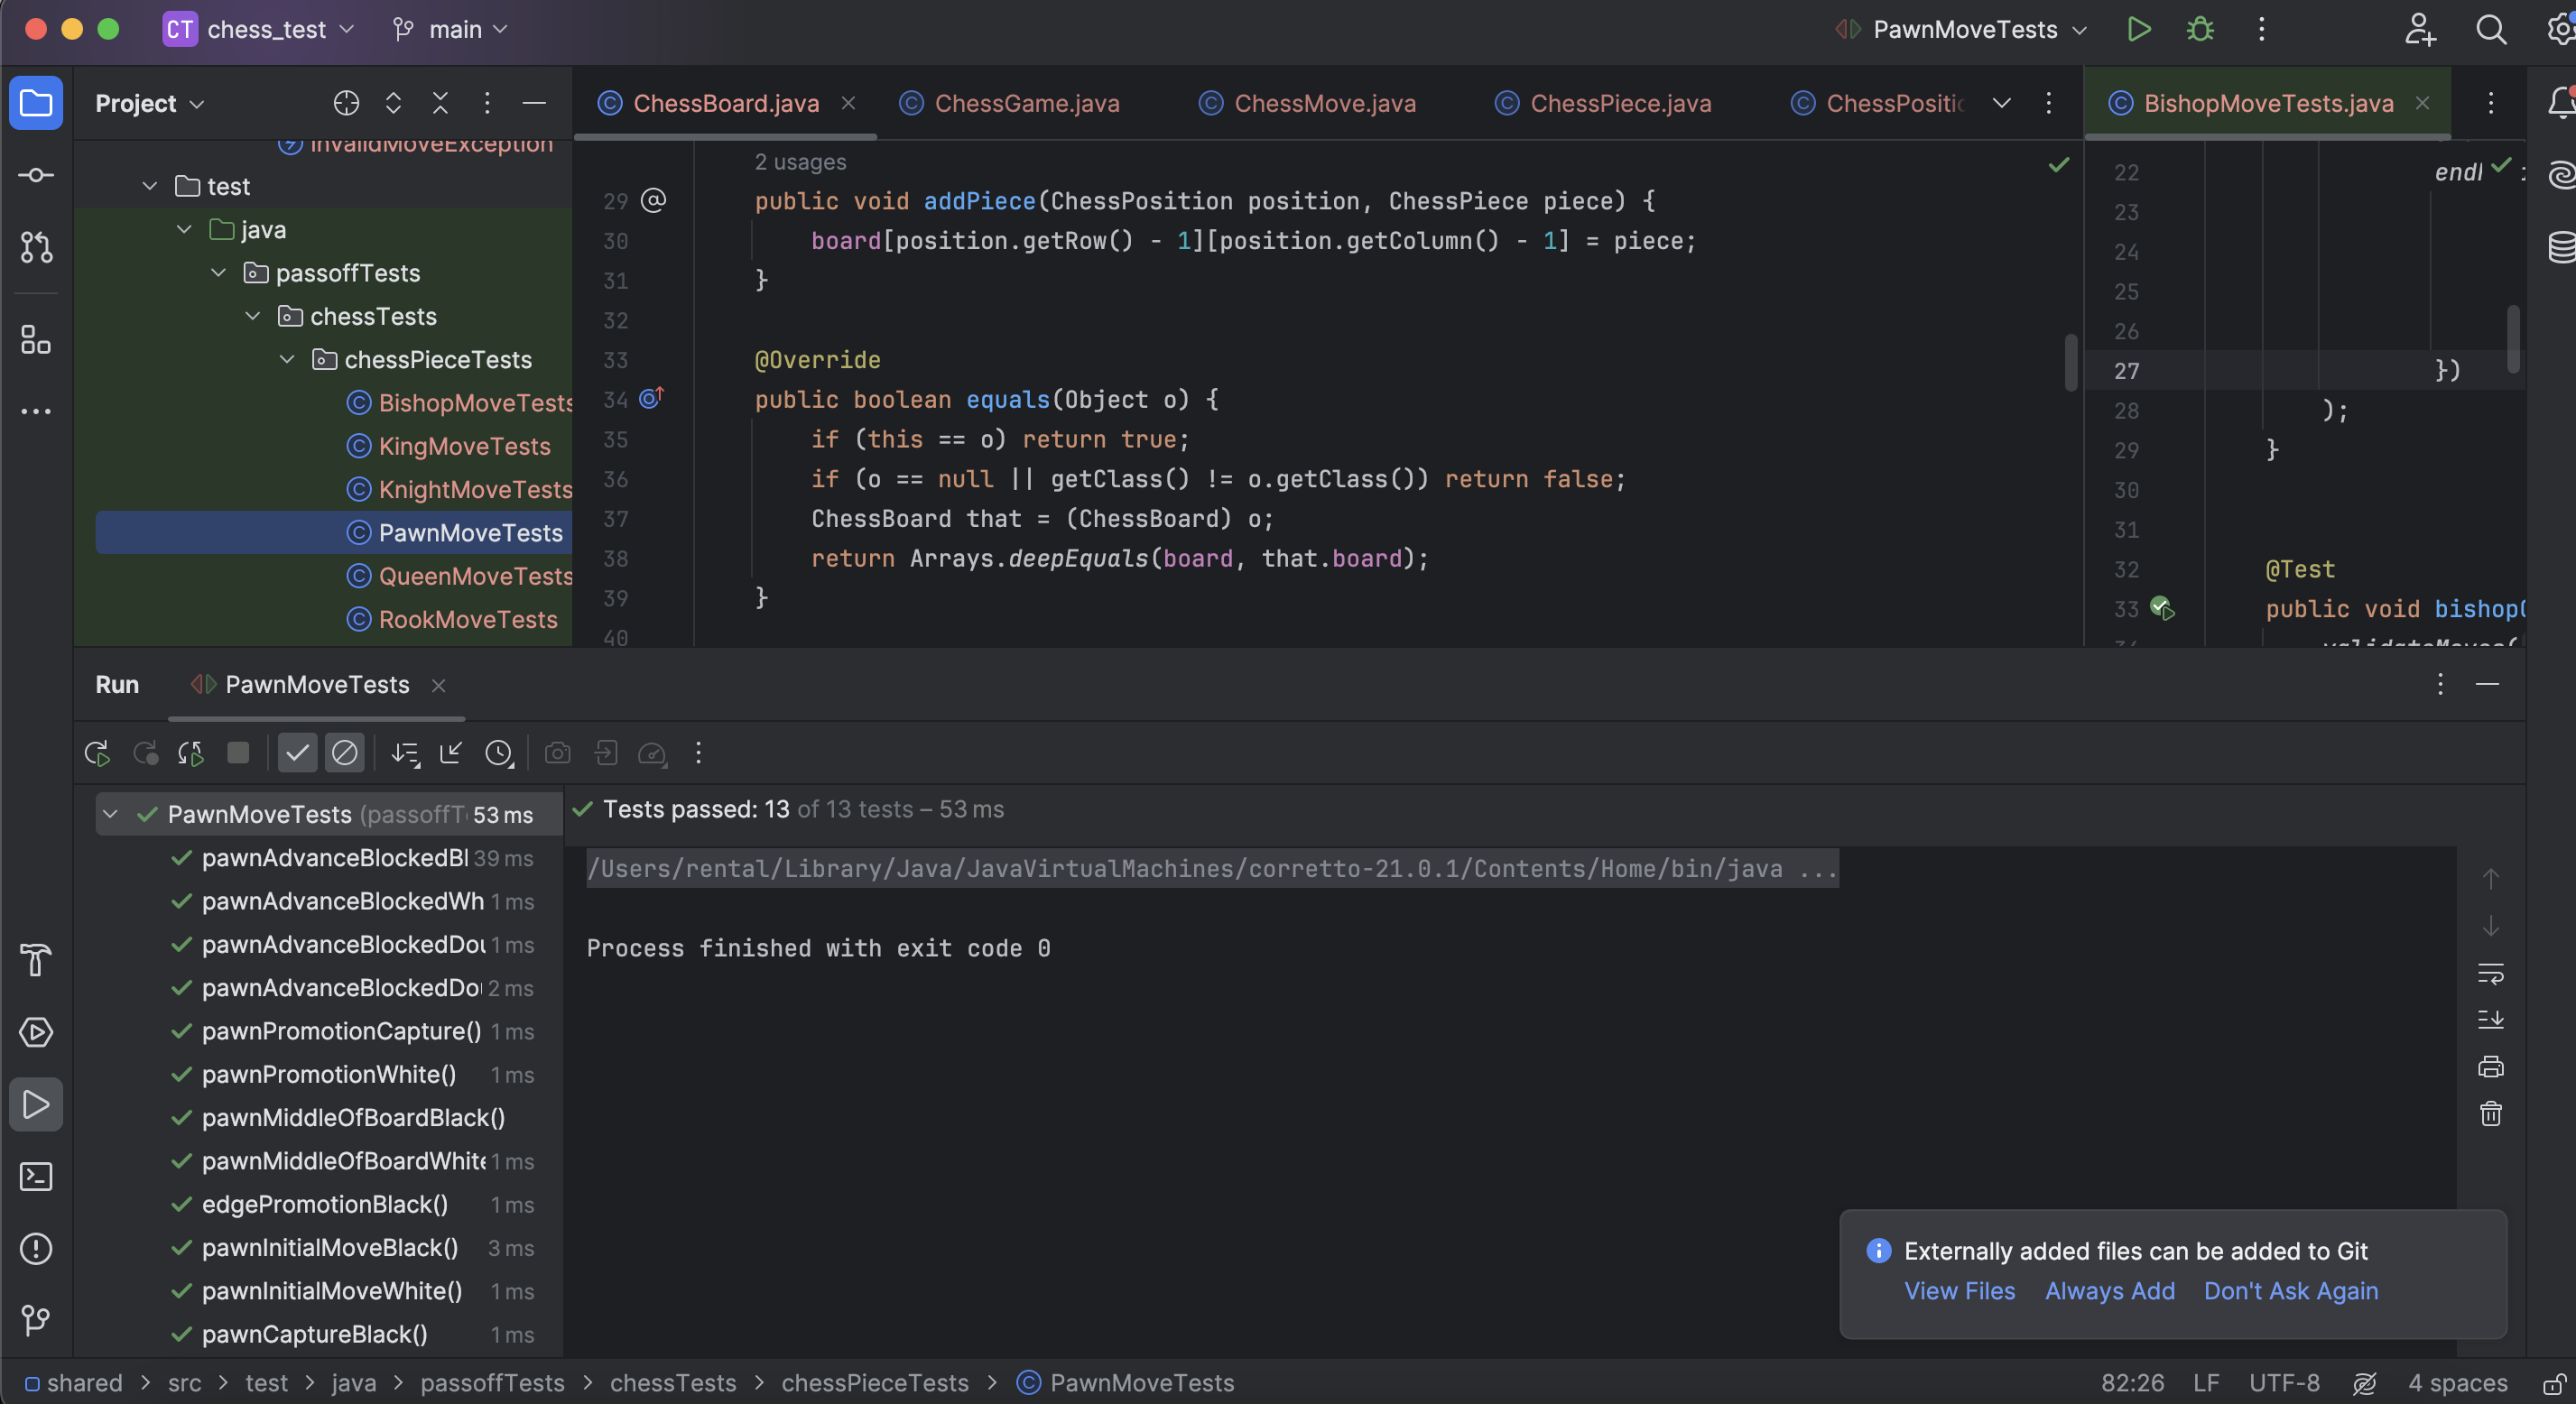 CT chess_test main PawnMoveTests
Project
InvalidMoveException
test
java
passoffTests
chessTests
chessPieceTests
BishopMoveTests
KingMoveTests
KnightMoveTests
PawnMoveTests
QueenMoveTests
RookMoveTests
ChessBoard.java ChessGame.java ChessMove.java ChessPiece.java ChessPositic
2 usages
29 public void addPiece(ChessPosition position, ChessPiece piece) {
30 board[position.getRow() - 1][position.getColumn() - 1] = piece;
31 }
32
33 @Override
34 public boolean equals(Object o) {
35 if (this == o) return true;
36 if (o == null || getClass() != o.getClass()) return false;
37 ChessBoard that = (ChessBoard) o;
38 return Arrays.deepEquals(board, that.board);
39 }
40
BishopMoveTests.java
22
23
24
25
26
27 })
28 );
29 }
30
31
32 @Test
33 public void bishop
validateMoves(
Run PawnMoveTests
PawnMoveTests (passoffT 53 ms
pawnAdvanceBlockedBl 39 ms
pawnAdvanceBlockedWh 1 ms
pawnAdvanceBlockedDou 1 ms
pawnAdvanceBlockedDou 2 ms
pawnPromotionCapture() 1 ms
pawnPromotionWhite() 1 ms
pawnMiddleOfBoardBlack()
pawnMiddleOfBoardWhite 1 ms
edgePromotionBlack() 1 ms
pawnInitialMoveBlack() 3 ms
pawnInitialMoveWhite() 1 ms
pawnCaptureBlack() 1 ms
Tests passed: 13 of 13 tests – 53 ms
/Users/rental/Library/Java/JavaVirtualMachines/corretto-21.0.1/Contents/Home/bin/java ...
Process finished with exit code 0
Externally added files can be added to Git
View Files Always Add Don't Ask Again
shared > src > test > java > passoffTests > chessTests > chessPieceTests > PawnMoveTests
82:26 LF UTF-8 4 spaces